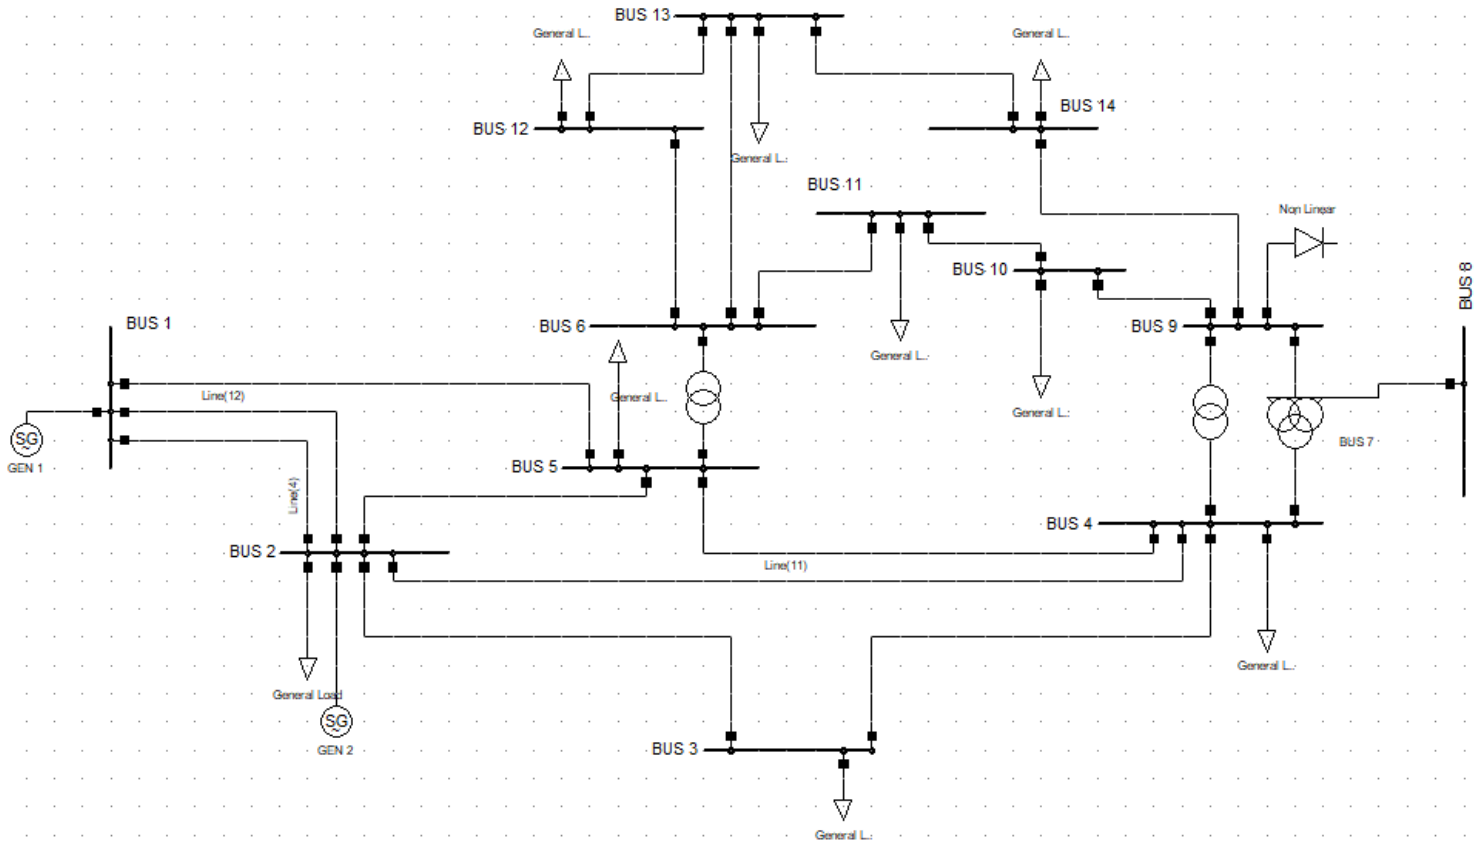 BUS 13
General L..
General L..
BUS 14
BUS 12
General L..
BUS 11
Non Linear
BUS 10
BUS 8
BUS 1
BUS 6
BUS 9
General L..
Line(12)
General L..
General L..
SG
GEN 1
BUS 7
BUS 5
Line(4)
BUS 4
BUS 2
Line(11)
General L..
General Load
SG
GEN 2
BUS 3
General L..